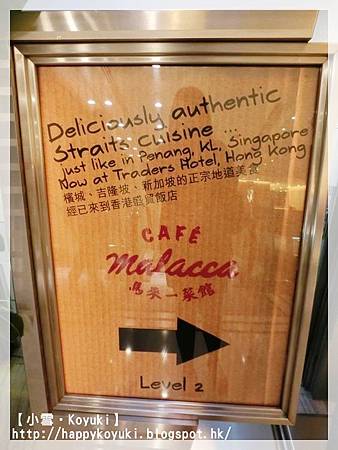 Deliciously authentic
Straits Cuisine ...
just like in Penang, KL, Singapore
Now at Traders Hotel, Hong Kong
檳城、吉隆坡、新加坡的正宗地道美食
經已來到香港盛貿飯店
CAFÉ
Malacca
馬來一菜館
Level 2
【小雪·Koyuki】
http://happykoyuki.blogspot.hk/